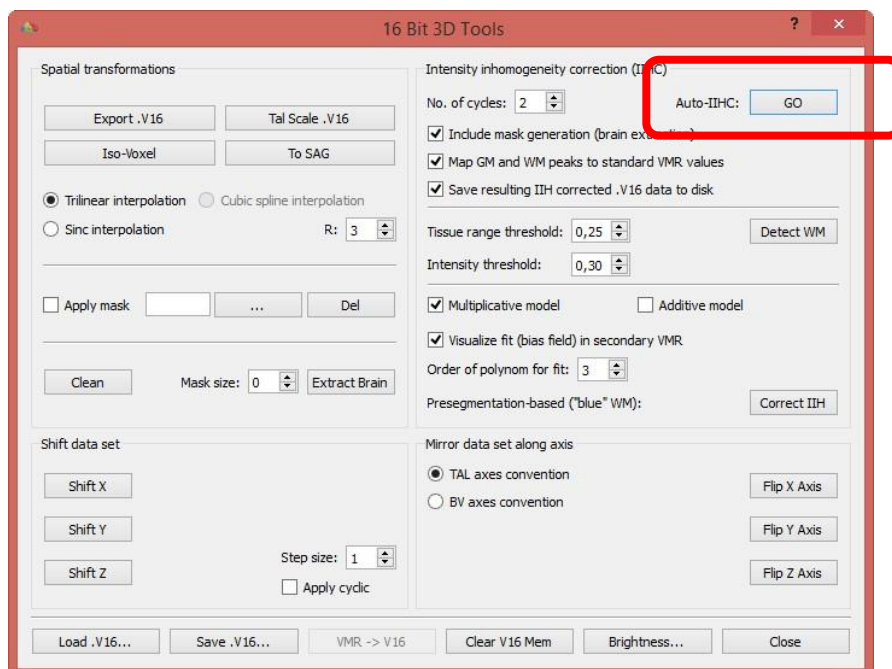 16 Bit 3D Tools
?
×
Spatial transformations
Export .V16
Tal Scale .V16
Iso-Voxel
To SAG
Trilinear interpolation
Cubic spline interpolation
Sinc interpolation
R: 3
Apply mask
...
Del
Clean
Mask size: 0
Extract Brain
Intensity inhomogeneity correction (IIHC)
No. of cycles: 2
Auto-IIHC:
GO
Include mask generation (brain extraction)
Map GM and WM peaks to standard VMR values
Save resulting IIH corrected .V16 data to disk
Tissue range threshold: 0,25
Detect WM
Intensity threshold: 0,30
Multiplicative model
Additive model
Visualize fit (bias field) in secondary VMR
Order of polynom for fit: 3
Presegmentation-based ("blue" WM):
Correct IIH
Shift data set
Shift X
Shift Y
Shift Z
Step size: 1
Apply cyclic
Mirror data set along axis
TAL axes convention
BV axes convention
Flip X Axis
Flip Y Axis
Flip Z Axis
Load .V16...
Save .V16...
VMR -> V16
Clear V16 Mem
Brightness...
Close